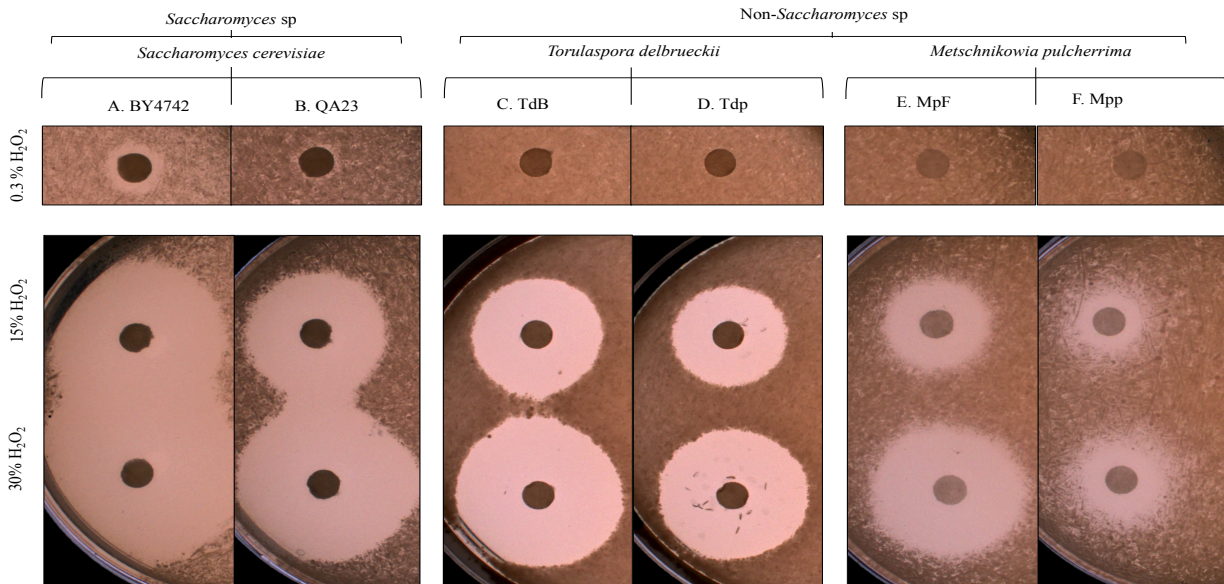 Saccharomyces sp
Non-Saccharomyces sp
Saccharomyces cerevisiae
Torulaspora delbrueckii
Metschnikowia pulcherrima
A. BY4742
B. QA23
C. TdB
D. Tdp
E. MpF
F. Mpp
0.3 % H₂O₂
15% H₂O₂
30% H₂O₂